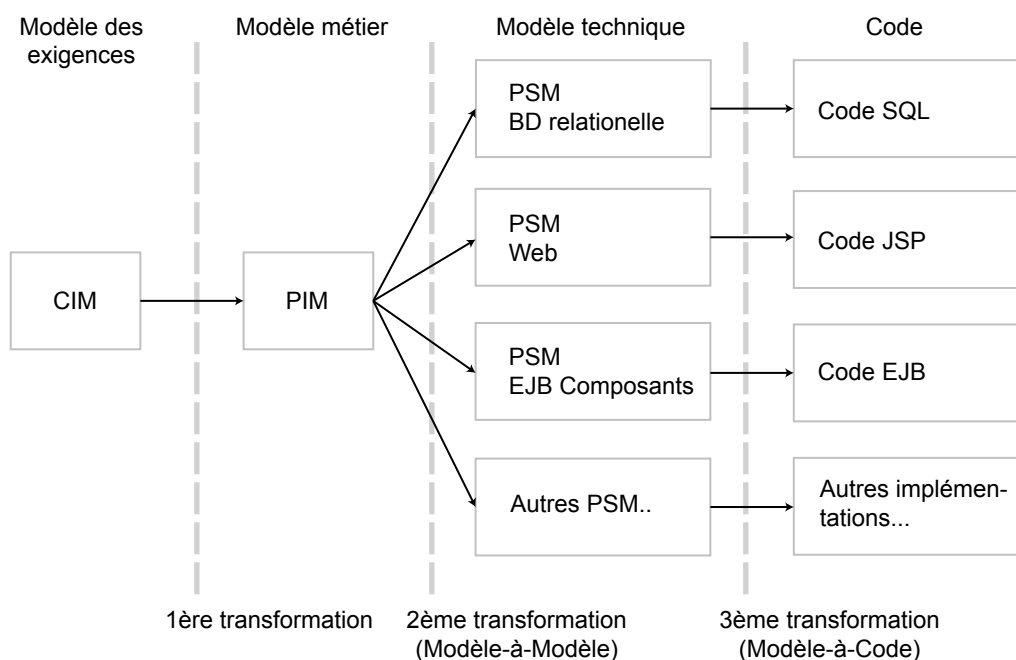 Modèle des
exigences
Modèle métier
Modèle technique
Code
CIM
PIM
PSM
BD relationelle
PSM
Web
PSM
EJB Composants
Autres PSM..
Code SQL
Code JSP
Code EJB
Autres implémen-
tations...
1ère transformation
2ème transformation
(Modèle-à-Modèle)
3ème transformation
(Modèle-à-Code)